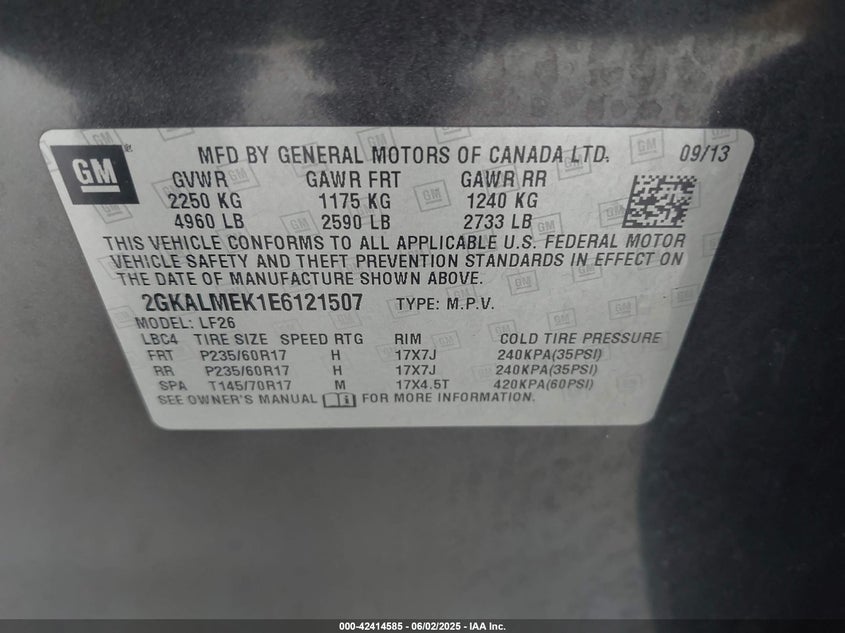 GM ® MFD BY GENERAL MOTORS OF CANADA LTD. 09/13
GVWR GAWR FRT GAWR RR
2250 KG 1175 KG 1240 KG
4960 LB 2590 LB 2733 LB
THIS VEHICLE CONFORMS TO ALL APPLICABLE U.S. FEDERAL MOTOR
VEHICLE SAFETY AND THEFT PREVENTION STANDARDS IN EFFECT ON
THE DATE OF MANUFACTURE SHOWN ABOVE.
2GKALMEK1E6121507 TYPE: M.P.V.
MODEL: LF26
LBC4 TIRE SIZE SPEED RTG RIM COLD TIRE PRESSURE
FRT P235/60R17 H 17X7J 240KPA(35PSI)
RR P235/60R17 H 17X7J 240KPA(35PSI)
SPA T145/70R17 M 17X4.5T 420KPA(60PSI)
SEE OWNER'S MANUAL i FOR MORE INFORMATION.
000-42414585 | 06/02/2025 - IAA Inc.